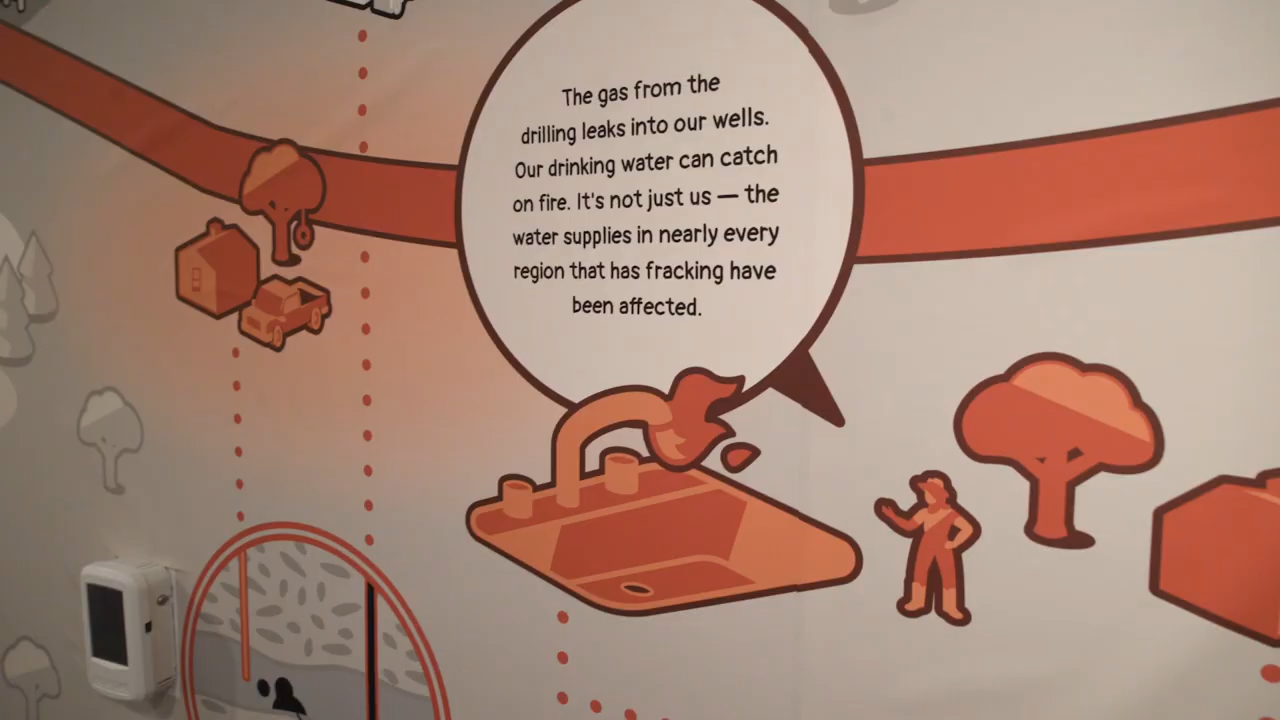 The gas from the
drilling leaks into our wells.
Our drinking water can catch
on fire. It's not just us — the
water supplies in nearly every
region that has fracking have
been affected.